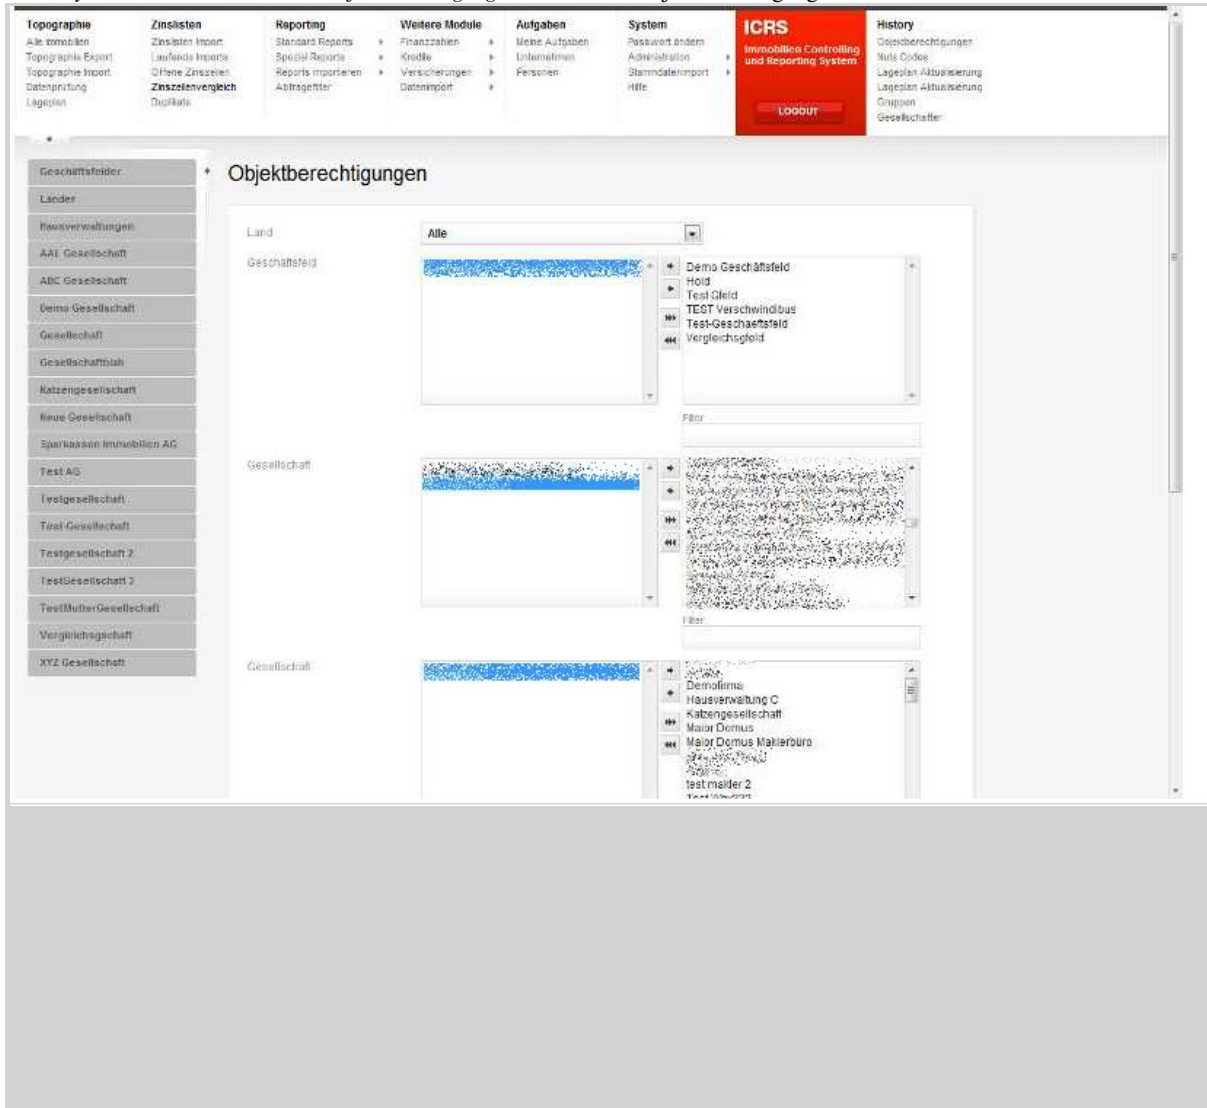 Topographie
Alle Immobilien
Topographie Export
Topographie Import
Datenprüfung
Lageplan
Zinslisten
Zinslisten Import
Laufende Importe
Offene Zinszeilen
Zinszeilenvergleich
Duplikate
Reporting
Standard Reports
Spezial Reports
Reports importieren
Abfragefilter
Weitere Module
Finanzzahlen
Kredite
Versicherungen
Datenimport
Aufgaben
Meine Aufgaben
Unternehmen
Personen
System
Passwort ändern
Administration
Stammdatenimport
Hilfe
ICRS
Immobilien Controlling
und Reporting System
LOGOUT
History
Objektberechtigungen
Nuts Codes
Lageplan Aktualisierung
Lageplan Aktualisierung
Gruppen
Gesellschafter
Geschäftsfelder
Länder
Hausverwaltungen
AAL Gesellschaft
ABC Gesellschaft
Demo Gesellschaft
Gesellschaft
Gesellschaftblah
Katzengesellschaft
Neue Gesellschaft
Sparkassen Immobilien AG
Test AG
Testgesellschaft
Test-Gesellschaft
Testgesellschaft 2
TestGesellschaft 3
TestMutterGesellschaft
Vergleichsgschaft
XYZ Gesellschaft
Objektberechtigungen
Land
Alle
Geschäftsfeld
Demo Geschäftsfeld
Hold
Test Gfeld
TEST Verschwindibus
Test-Geschaeftsfeld
Vergleichsgfeld
Filter
Gesellschaft
Filter
Gesellschaft
Demofirma
Hausverwaltung C
Katzengesellschaft
Maior Domus
Maior Domus Maklerbüro
test makler 2